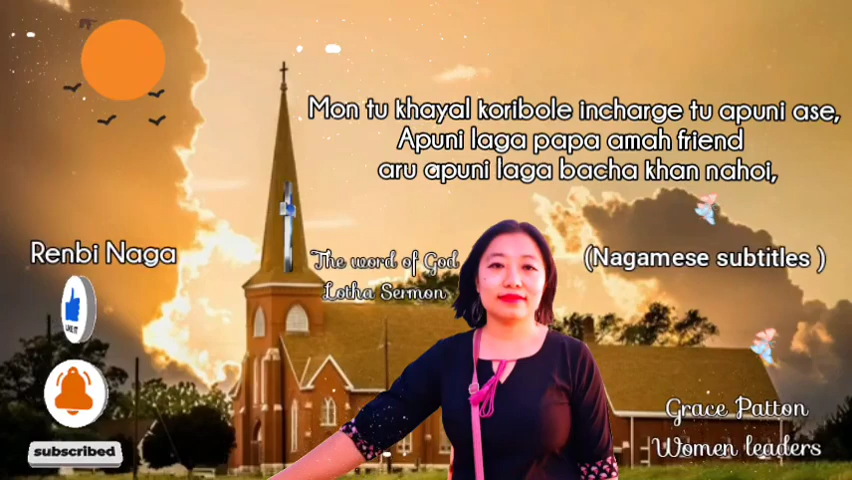 Mon tu khayal koribole incharge tu apuni ase,
Apuni laga papa amah friend
aru apuni laga bacha khan nahoi,
Renbi Naga
The word of God
Lotha Sermon
(Nagamese subtitles )
LIKE IT
subscribed
Grace Patton
Women leaders